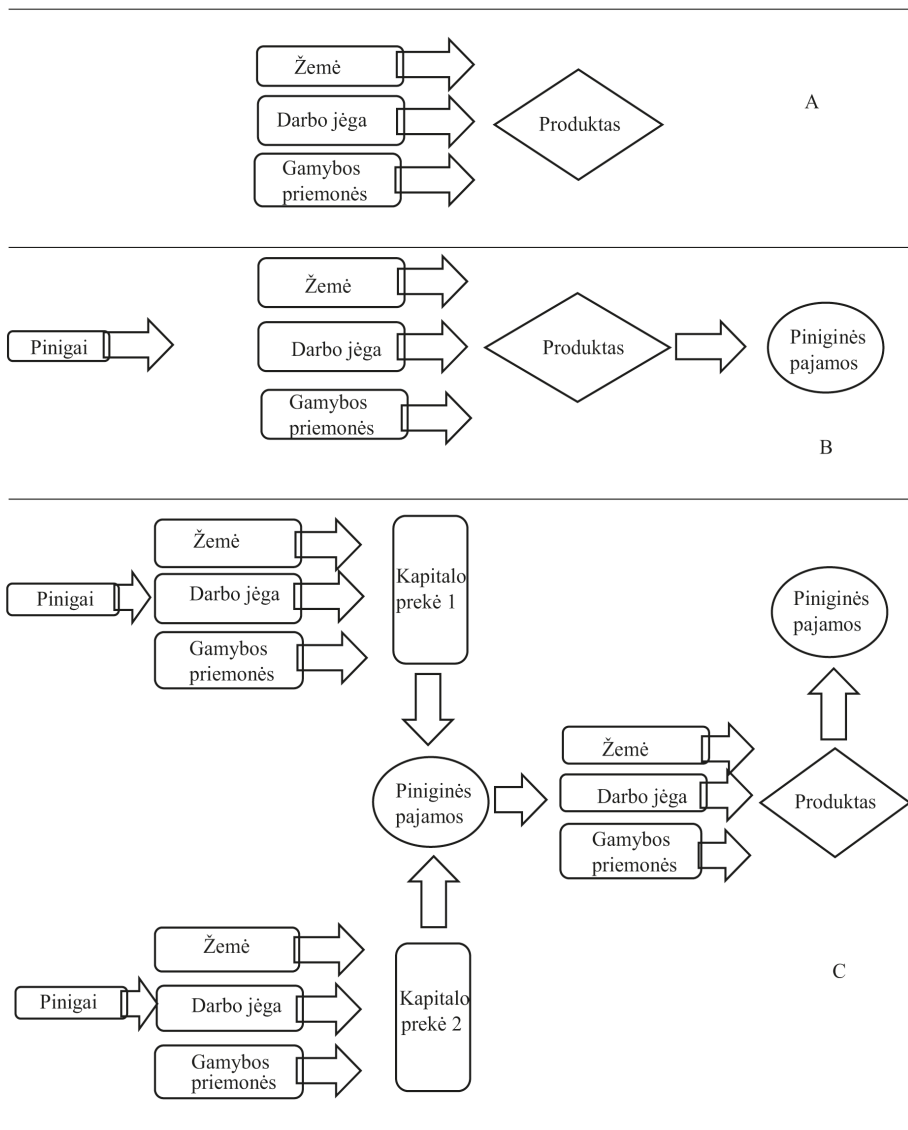 Žemė
Darbo jėga
Gamybos
priemonės
Produktas
A
Pinigai
Žemė
Darbo jėga
Gamybos
priemonės
Produktas
Piniginės
pajamos
B
Pinigai
Žemė
Darbo jėga
Gamybos
priemonės
Kapitalo
prekė 1
Piniginės
pajamos
Žemė
Darbo jėga
Gamybos
priemonės
Produktas
Piniginės
pajamos
Pinigai
Žemė
Darbo jėga
Gamybos
priemonės
Kapitalo
prekė 2
C